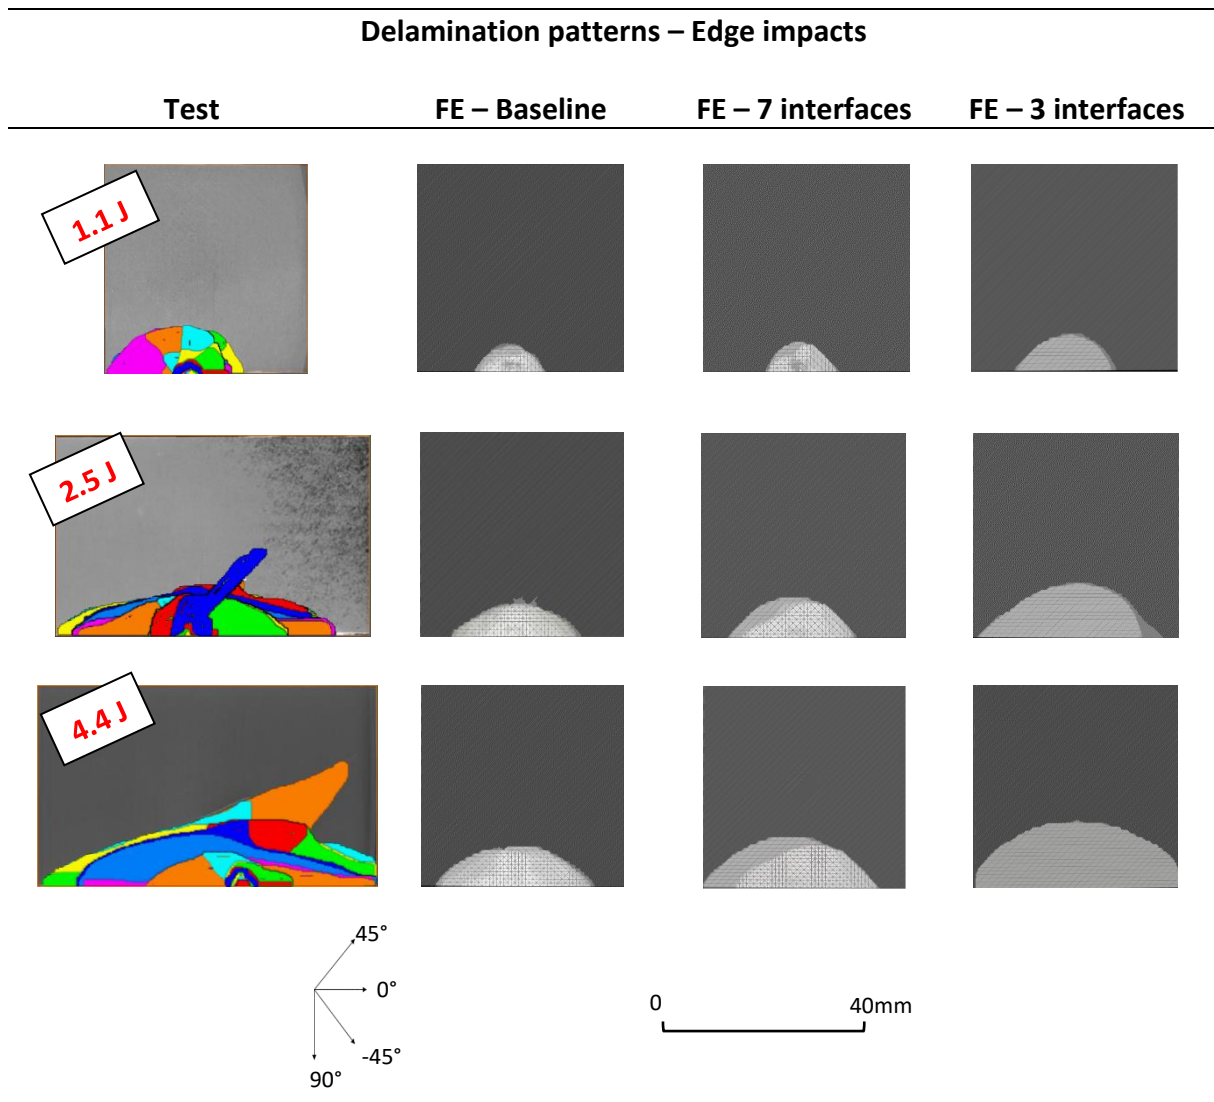 Delamination patterns – Edge impacts
Test FE – Baseline FE – 7 interfaces FE – 3 interfaces
1.1 J
2.5 J
4.4 J
45°
0°
-45°
90°
0 40mm